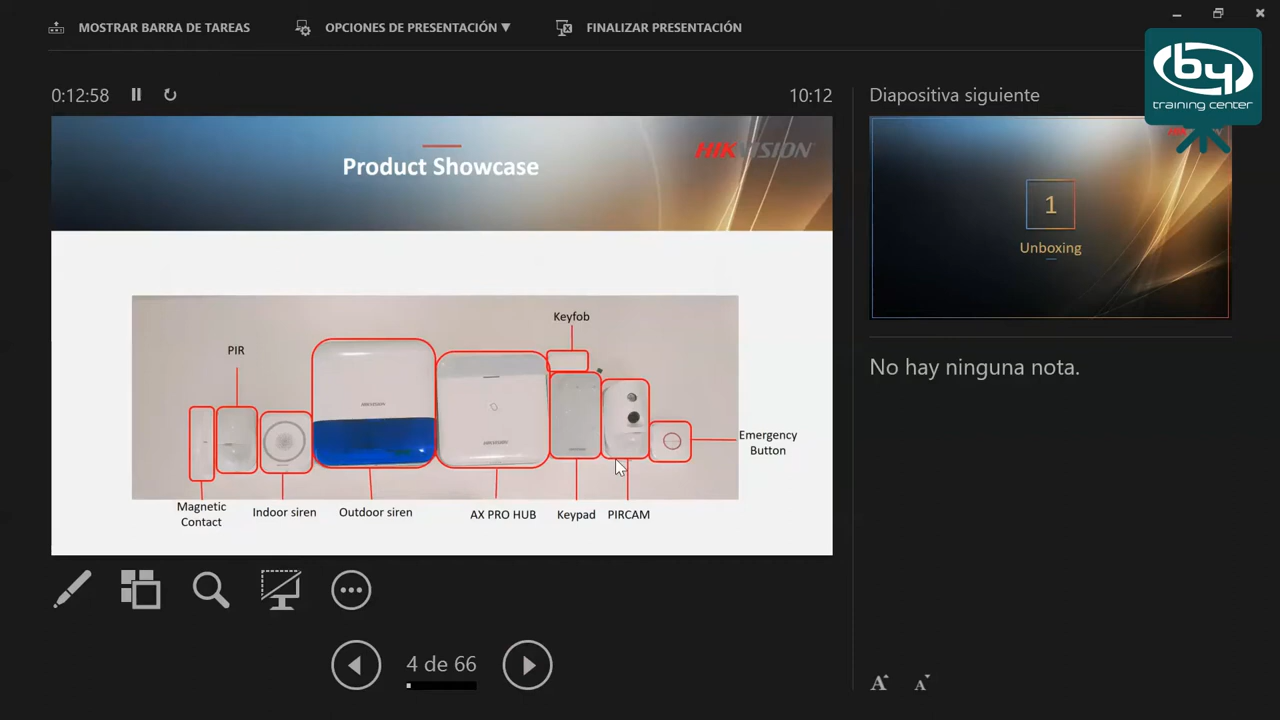 MOSTRAR BARRA DE TAREAS
OPCIONES DE PRESENTACIÓN ▼
FINALIZAR PRESENTACIÓN
by
training center
0:12:58
10:12
Diapositiva siguiente
HIKVISION
Product Showcase
1
Unboxing
Keyfob
PIR
HIKVISION
HIKVISION
Emergency
Button
Magnetic
Contact
Indoor siren
Outdoor siren
AX PRO HUB
Keypad
PIRCAM
No hay ninguna nota.
4 de 66
A
A